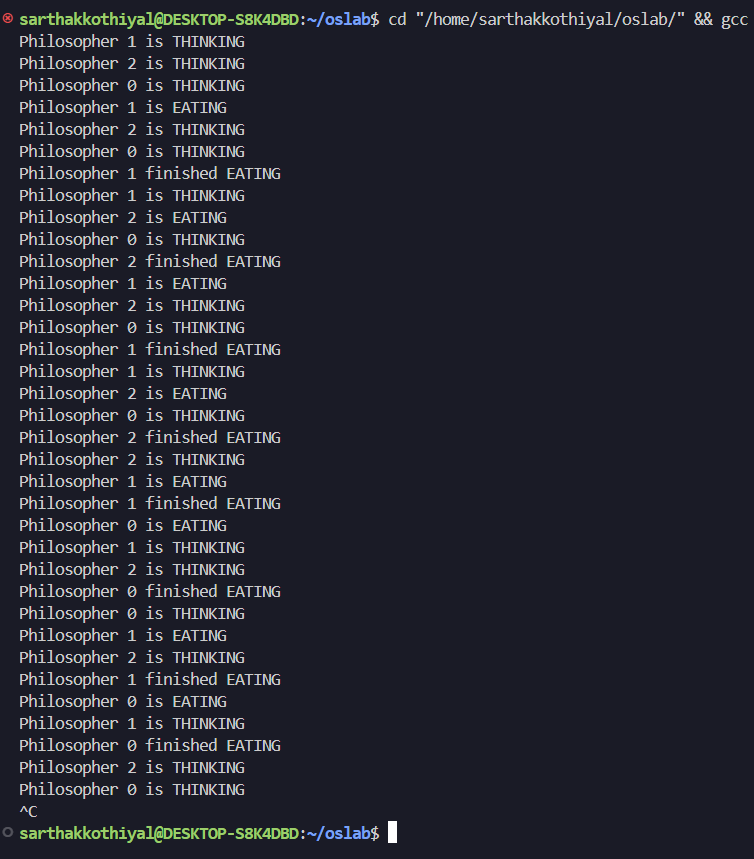 sarthakkothiyal@DESKTOP-S8K4DBD:~/oslab$ cd "/home/sarthakkothiyal/oslab/" && gcc
Philosopher 1 is THINKING
Philosopher 2 is THINKING
Philosopher 0 is THINKING
Philosopher 1 is EATING
Philosopher 2 is THINKING
Philosopher 0 is THINKING
Philosopher 1 finished EATING
Philosopher 1 is THINKING
Philosopher 2 is EATING
Philosopher 0 is THINKING
Philosopher 2 finished EATING
Philosopher 1 is EATING
Philosopher 2 is THINKING
Philosopher 0 is THINKING
Philosopher 1 finished EATING
Philosopher 1 is THINKING
Philosopher 2 is EATING
Philosopher 0 is THINKING
Philosopher 2 finished EATING
Philosopher 2 is THINKING
Philosopher 1 is EATING
Philosopher 1 finished EATING
Philosopher 0 is EATING
Philosopher 1 is THINKING
Philosopher 2 is THINKING
Philosopher 0 finished EATING
Philosopher 0 is THINKING
Philosopher 1 is EATING
Philosopher 2 is THINKING
Philosopher 1 finished EATING
Philosopher 0 is EATING
Philosopher 1 is THINKING
Philosopher 0 finished EATING
Philosopher 2 is THINKING
Philosopher 0 is THINKING
^C
sarthakkothiyal@DESKTOP-S8K4DBD:~/oslab$